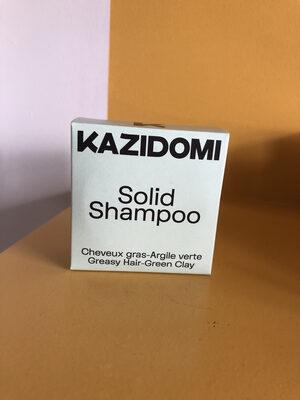 KAZIDOMI
Solid
Shampoo
Cheveux gras-Argile verte
Greasy Hair-Green Clay